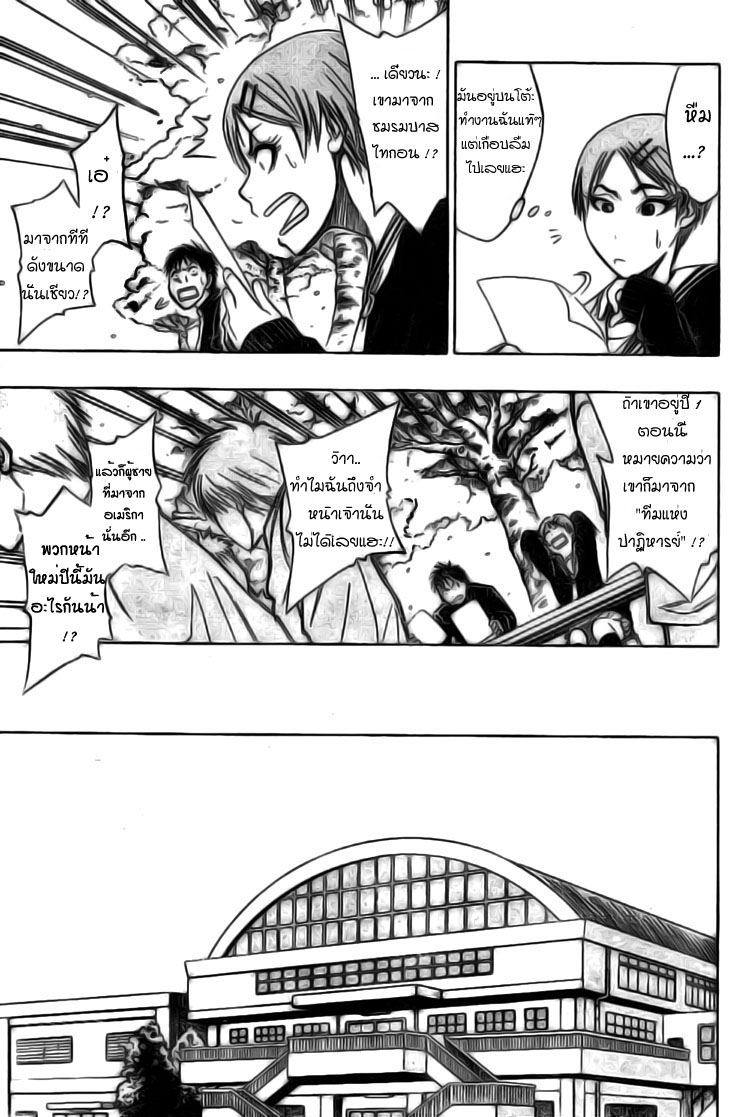 หืม
...?
มันอยู่บนโต๊ะ
ทำงานฉันแท้ๆ
แต่เกือบลืม
ไปเลยแฮะ
... เดี๋ยวนะ !
เขามาจาก
ชมรมบาส
ไทกอน !?
เอ๋
!?
มาจากที่ที่
ดังขนาด
นั้นเชียว!?
ถ้าเขาอยู่ปี 1
ตอนนี้
หมายความว่า
เขาก็มาจาก
"ทีมแห่ง
ปาฏิหารย์" !?
ว๊าา..
ทำไมฉันถึงจำ
หน้าเจ้านั่น
ไม่ได้เลยแฮะ!!
แล้วก็ผู้ชาย
ที่มาจาก
อเมริกา
นั่นอีก ..
พวกหน้า
ใหม่ปีนี้มัน
อะไรกันน้า
!?